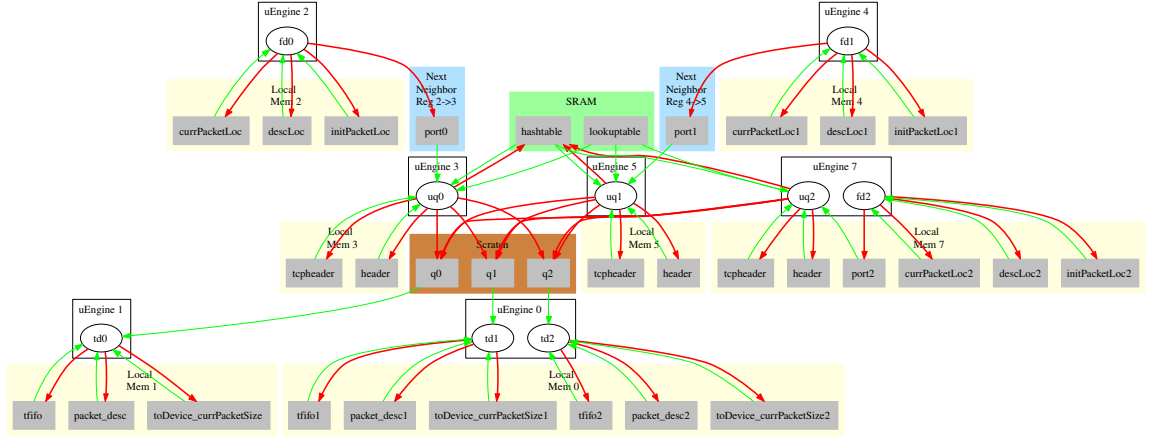 uEngine 2
fd0
uEngine 4
fd1
Local
Mem 2
currPacketLoc
descLoc
initPacketLoc
Next
Neighbor
Reg 2->3
port0
SRAM
hashtable
lookuptable
Next
Neighbor
Reg 4->5
port1
Local
Mem 4
currPacketLoc1
descLoc1
initPacketLoc1
uEngine 3
uq0
uEngine 5
uq1
uEngine 7
uq2
fd2
Local
Mem 3
tcpheader
header
Scratch
q0
q1
q2
Local
Mem 5
tcpheader
header
Local
Mem 7
tcpheader
header
port2
currPacketLoc2
descLoc2
initPacketLoc2
uEngine 1
td0
uEngine 0
td1
td2
Local
Mem 1
tfifo
packet_desc
toDevice_currPacketSize
Local
Mem 0
tfifo1
packet_desc1
toDevice_currPacketSize1
tfifo2
packet_desc2
toDevice_currPacketSize2